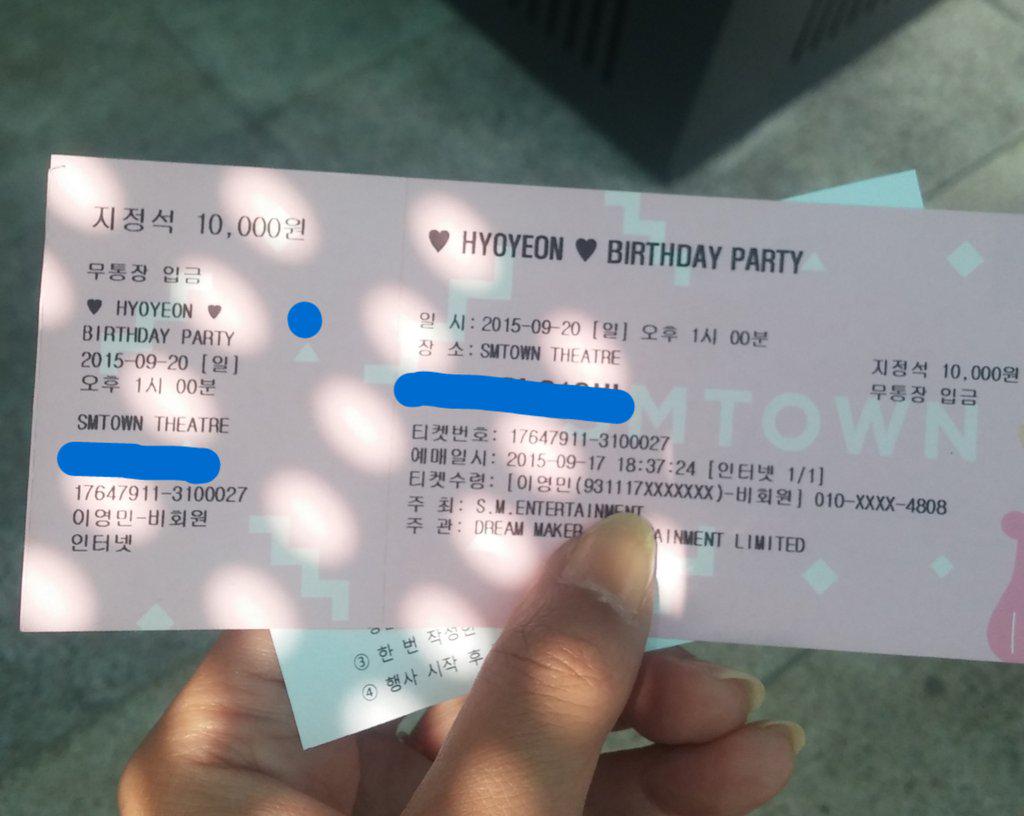 지정석 10,000원
무통장 입금
♥ HYOYEON ♥
BIRTHDAY PARTY
2015-09-20 [일]
오후 1시 00분
SMTOWN THEATRE
17647911-3100027
이영민-비회원
인터넷
♥ HYOYEON ♥ BIRTHDAY PARTY
일 시: 2015-09-20 [일] 오후 1시 00분
장 소: SMTOWN THEATRE
지정석 10,000원
무통장 입금
SMTOWN
티켓번호: 17647911-3100027
예매일시: 2015-09-17 18:37:24 [인터넷 1/1]
티켓수령: [이영민(931117XXXXXXX)-비회원] 010-XXXX-4808
주 최: S.M.ENTERTAINMENT
주 관: DREAM MAKER AINMENT LIMITED
③ 한 번 작성한
④ 행사 시작 후